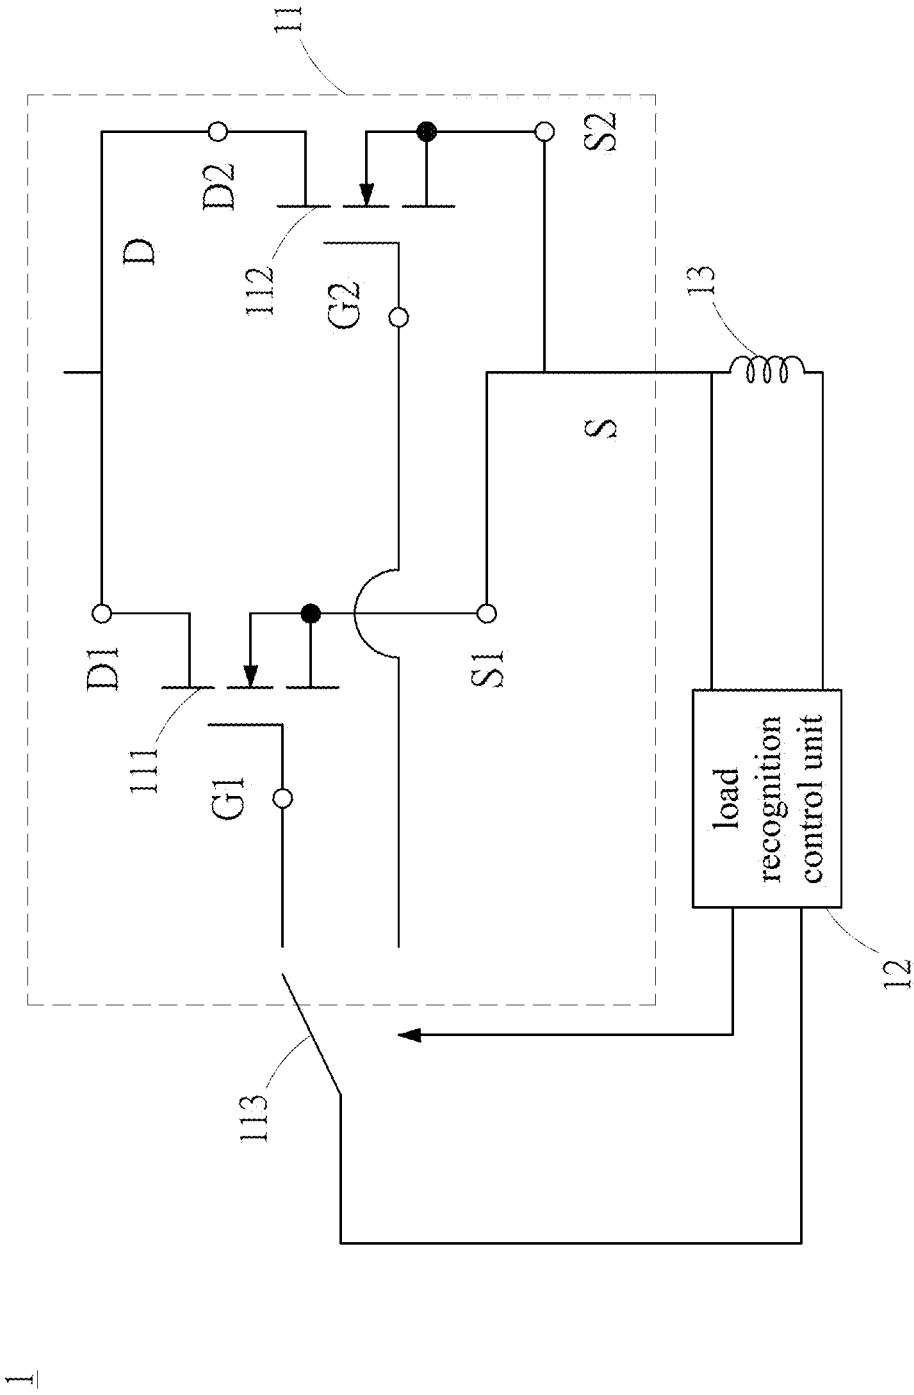 1
D1
D
111
D2
G1
113
112
11
G2
S1
S
S2
13
load
recognition
control unit
12